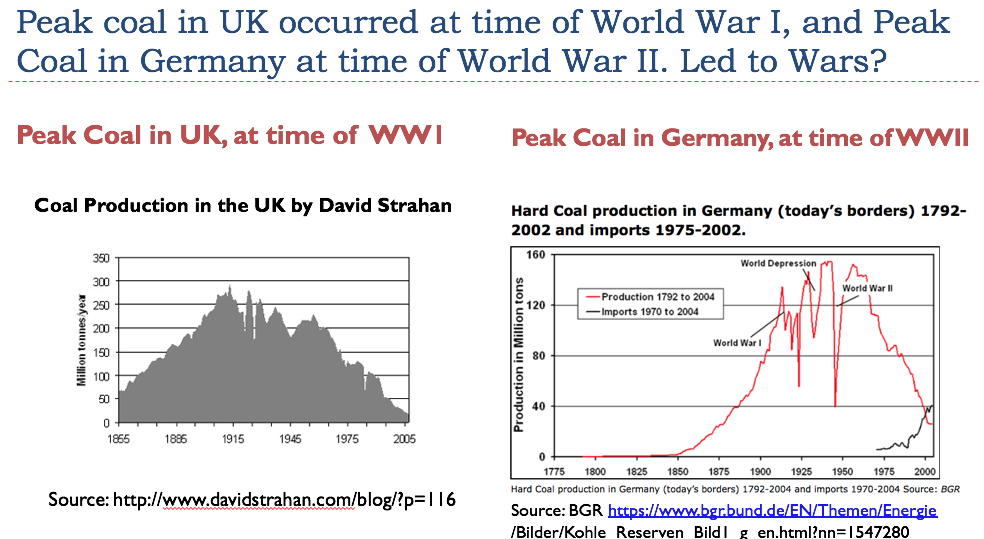 Peak coal in UK occurred at time of World War I, and Peak
Coal in Germany at time of World War II. Led to Wars?
Peak Coal in UK, at time of WW1
Coal Production in the UK by David Strahan
350
300
250
200
150
100
50
0
Million tonnes/year
1855
1885
1915
1945
1975
2005
Source: http://www.davidstrahan.com/blog/?p=116
Peak Coal in Germany, at time of WWII
Hard Coal production in Germany (today's borders) 1792-
2002 and imports 1975-2002.
160
120
80
40
0
Production in Million tons
World Depression
World War II
Production 1792 to 2004
Imports 1970 to 2004
World War I
1775
1800
1825
1850
1875
1900
1925
1950
1975
2000
Hard Coal production in Germany (today's borders) 1792-2004 and imports 1970-2004 Source: BGR
Source: BGR https://www.bgr.bund.de/EN/Themen/Energie
/Bilder/Kohle_Reserven_Bild1_g_en.html?nn=1547280